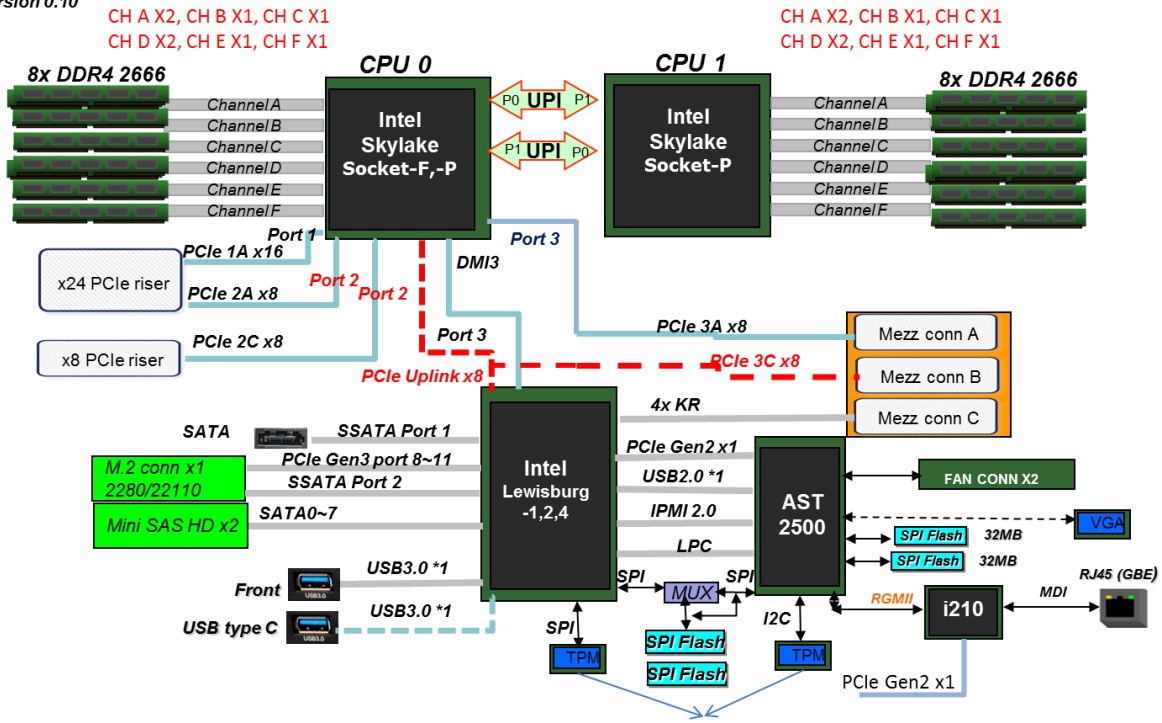 ersion 0.10
CH A X2, CH B X1, CH C X1
CH D X2, CH E X1, CH F X1
CH A X2, CH B X1, CH C X1
CH D X2, CH E X1, CH F X1
CPU 0
CPU 1
8x DDR4 2666
8x DDR4 2666
Channel A
Channel B
Channel C
Channel D
Channel E
Channel F
Intel
Skylake
Socket-F,-P
P0 UPI P1
P1 UPI P0
Intel
Skylake
Socket-P
Channel A
Channel B
Channel C
Channel D
Channel E
Channel F
Port 1
PCIe 1A x16
x24 PCIe riser
PCIe 2A x8
Port 2
Port 2
DMI3
Port 3
x8 PCIe riser
PCIe 2C x8
Port 3
PCIe Uplink x8
PCIe 3A x8
PCIe 3C x8
Mezz conn A
Mezz conn B
Mezz conn C
4x KR
SATA
SSATA Port 1
M.2 conn x1
2280/22110
PCIe Gen3 port 8~11
SSATA Port 2
Mini SAS HD x2
SATA0~7
Intel
Lewisburg
-1,2,4
PCIe Gen2 x1
USB2.0 *1
IPMI 2.0
LPC
AST
2500
FAN CONN X2
VGA
SPI Flash 32MB
SPI Flash 32MB
Front
USB3.0
USB3.0 *1
USB type C
USB3.0
USB3.0 *1
SPI
MUX
SPI
SPI Flash
SPI Flash
SPI
TPM
I2C
TPM
RGMII
i210
MDI
RJ45 (GBE)
PCIe Gen2 x1